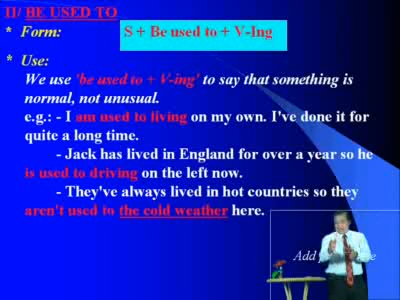 II/ BE USED TO
* Form: S + Be used to + V-Ing
* Use:
We use 'be used to + V-ing' to say that something is
normal, not unusual.
e.g.: - I am used to living on my own. I've done it for
quite a long time.
- Jack has lived in England for over a year so he
is used to driving on the left now.
- They've always lived in hot countries so they
aren't used to the cold weather here.
Add